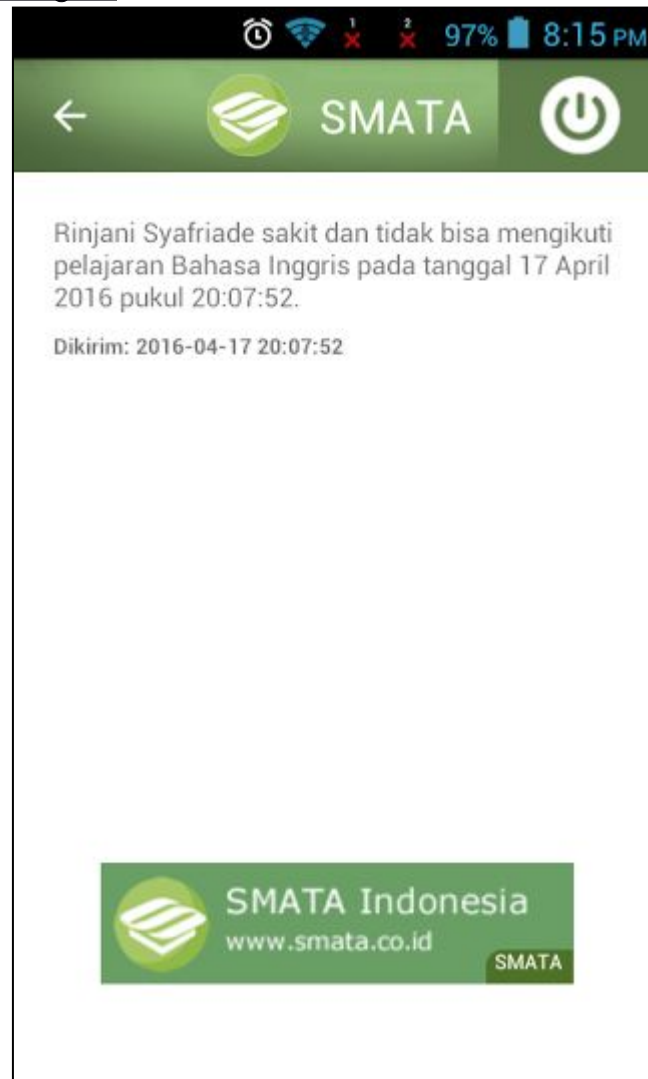 1 2 97% 8:15 PM
SMATA
Rinjani Syafriade sakit dan tidak bisa mengikuti
pelajaran Bahasa Inggris pada tanggal 17 April
2016 pukul 20:07:52.
Dikirim: 2016-04-17 20:07:52
SMATA Indonesia
www.smata.co.id
SMATA